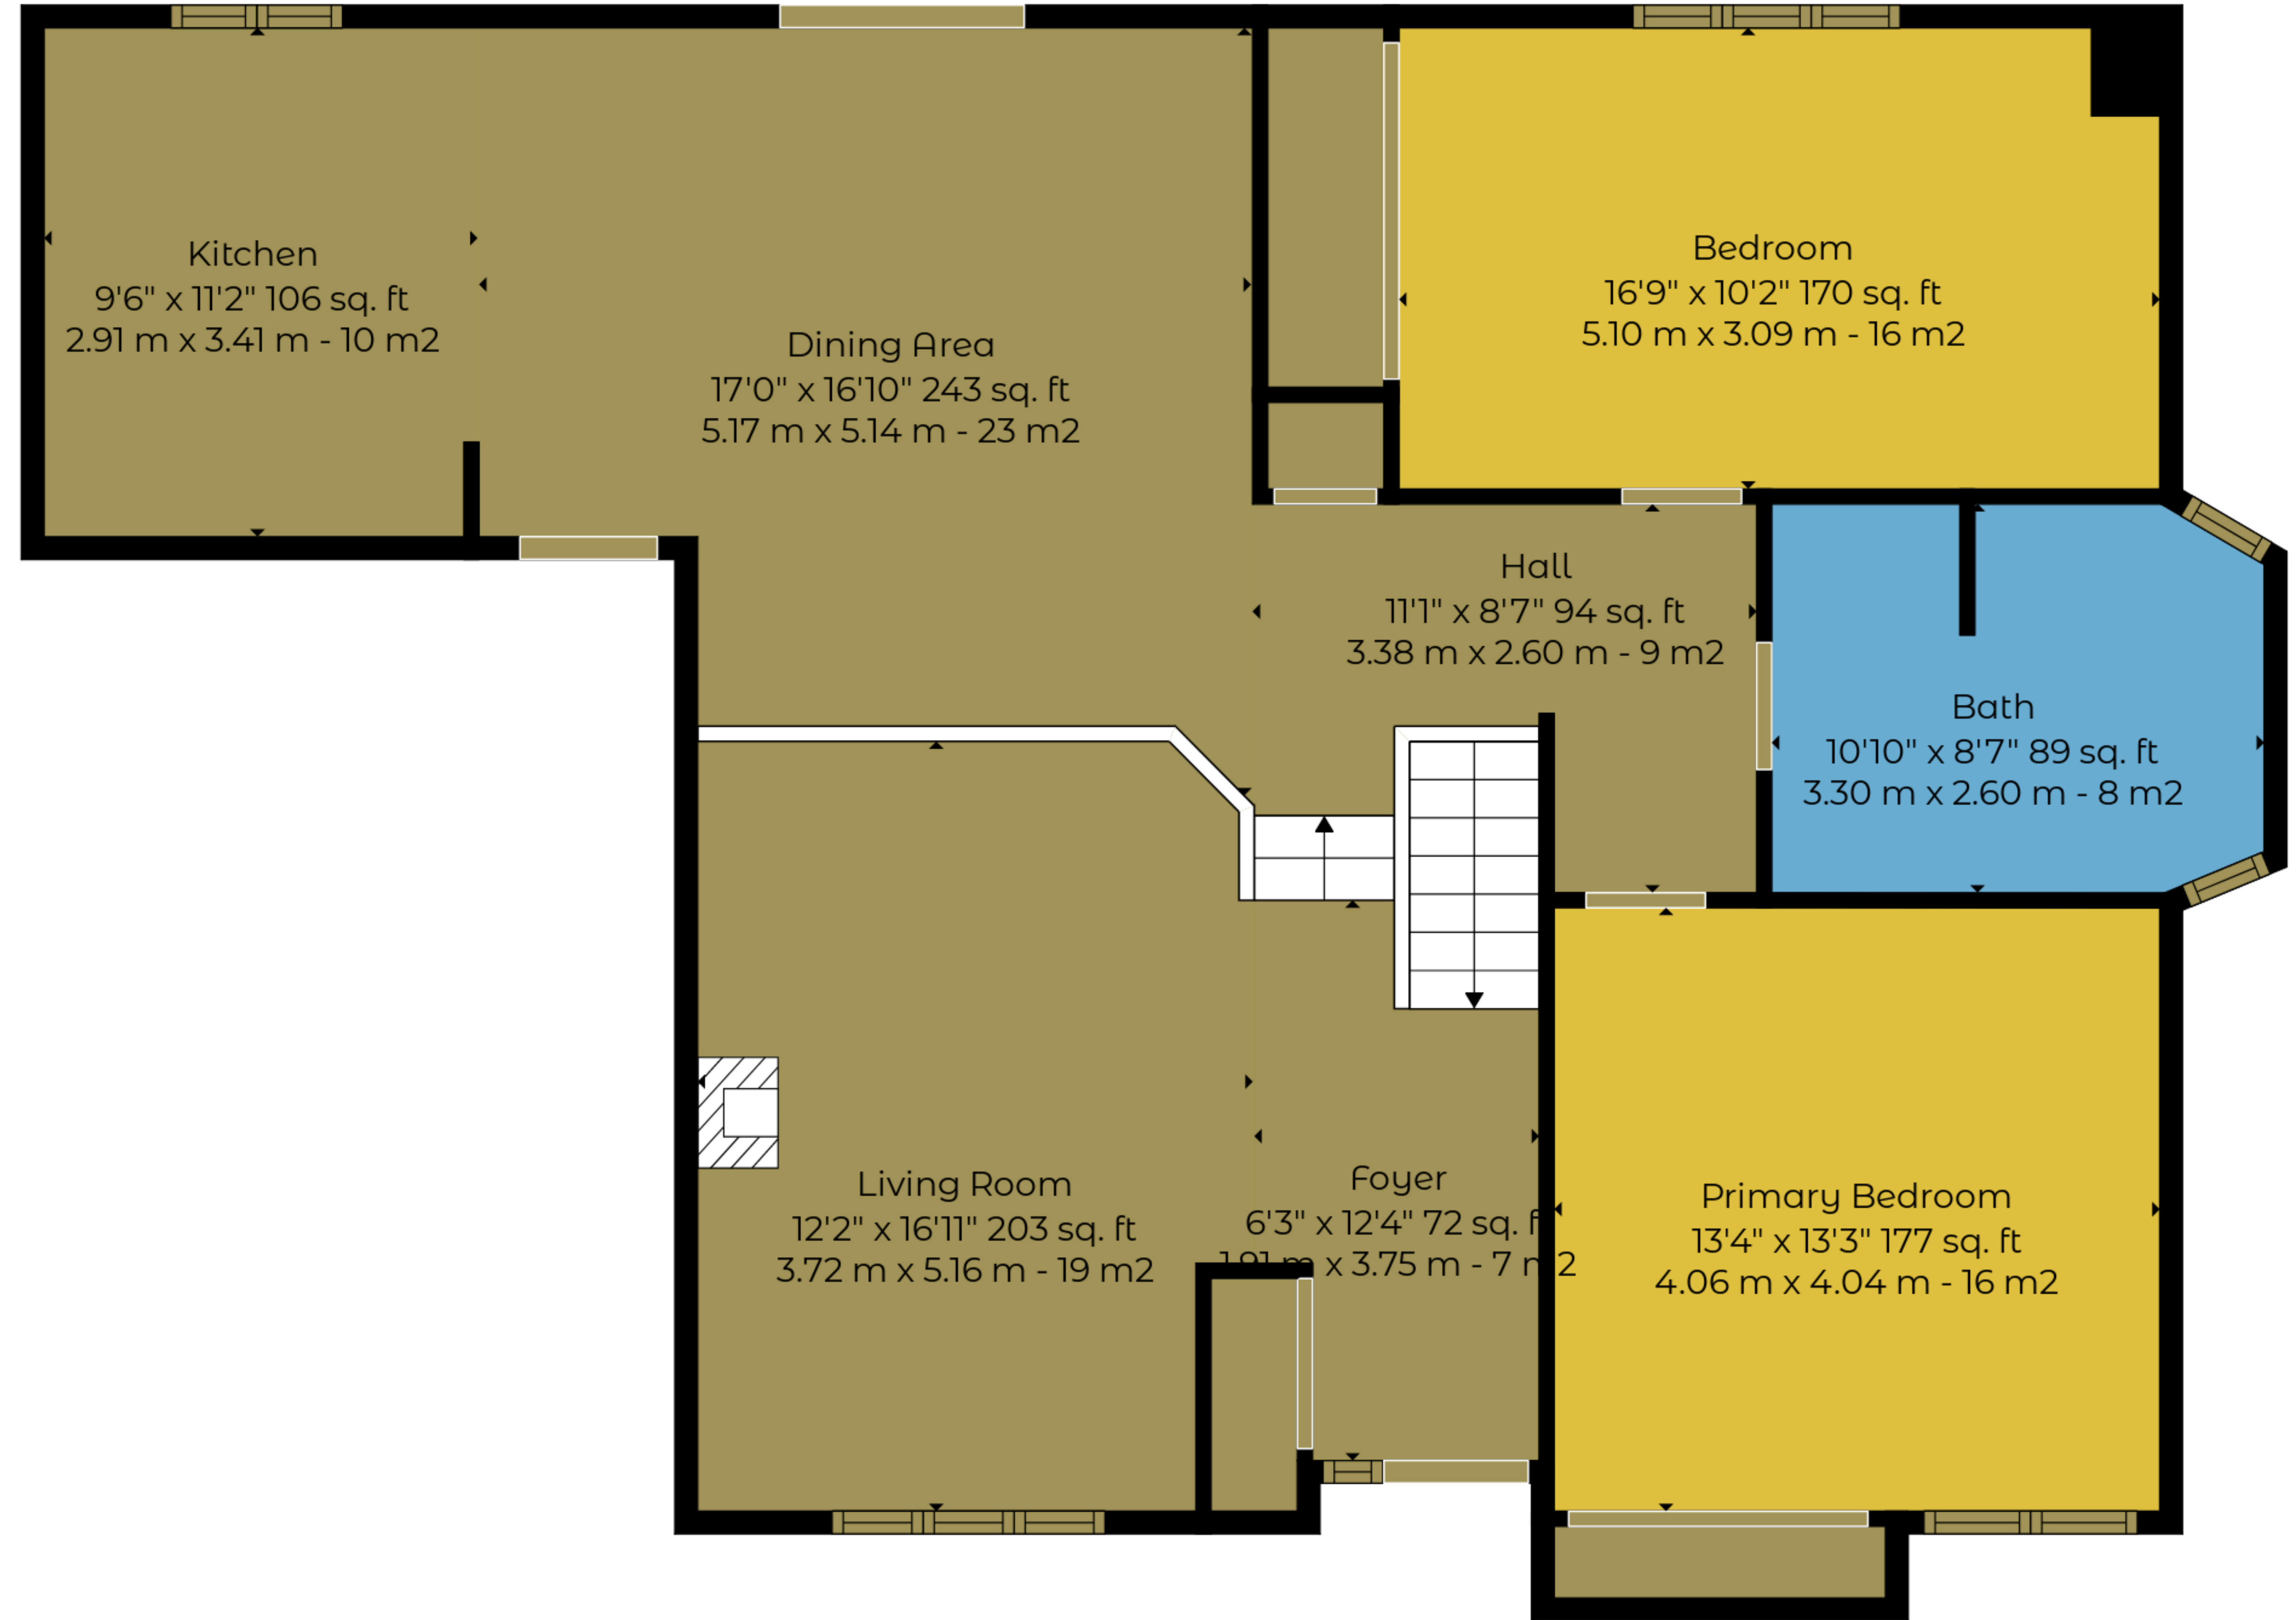 Kitchen
9'6" x 11'2" 106 sq. ft
2.91 m x 3.41 m - 10 m2
Dining Area
17'0" x 16'10" 243 sq. ft
5.17 m x 5.14 m - 23 m2
Bedroom
16'9" x 10'2" 170 sq. ft
5.10 m x 3.09 m - 16 m2
Hall
11'1" x 8'7" 94 sq. ft
3.38 m x 2.60 m - 9 m2
Bath
10'10" x 8'7" 89 sq. ft
3.30 m x 2.60 m - 8 m2
Living Room
12'2" x 16'11" 203 sq. ft
3.72 m x 5.16 m - 19 m2
Foyer
6'3" x 12'4" 72 sq. ft
1.91 m x 3.75 m - 7 m2
Primary Bedroom
13'4" x 13'3" 177 sq. ft
4.06 m x 4.04 m - 16 m2